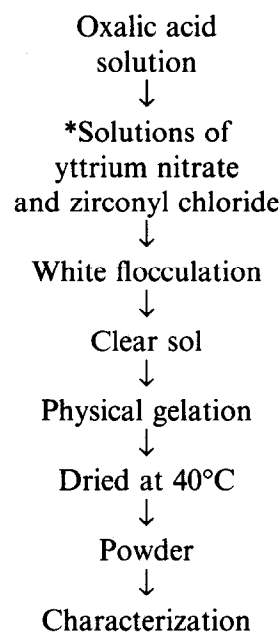 Oxalic acid
solution
↓
*Solutions of
yttrium nitrate
and zirconyl chloride
↓
White flocculation
↓
Clear sol
↓
Physical gelation
↓
Dried at 40°C
↓
Powder
↓
Characterization